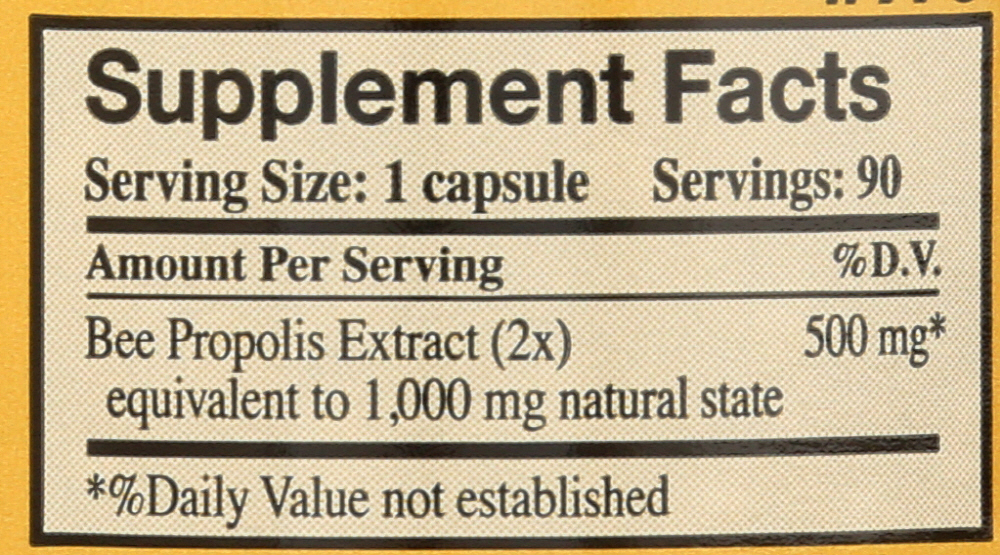 Supplement Facts
Serving Size: 1 capsule Servings: 90
Amount Per Serving %D.V.
Bee Propolis Extract (2x) 500 mg*
equivalent to 1,000 mg natural state
*%Daily Value not established